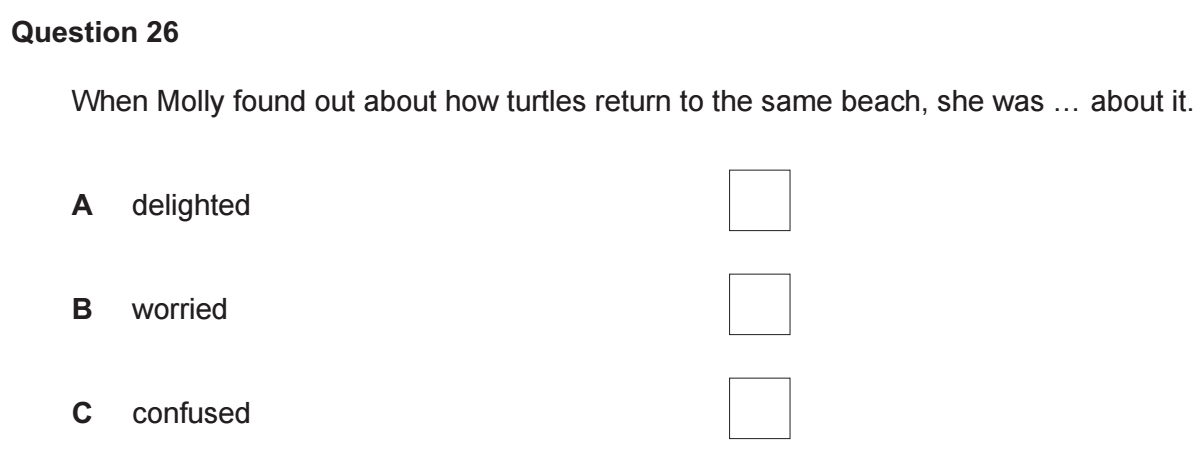 Question 26
When Molly found out about how turtles return to the same beach, she was … about it.
A delighted
B worried
C confused